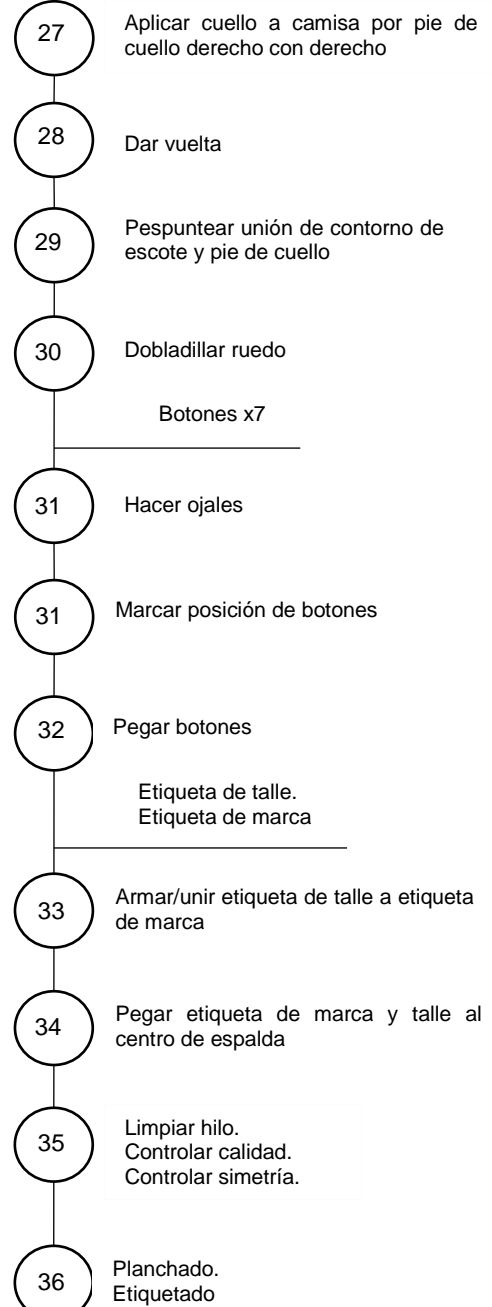 27
Aplicar cuello a camisa por pie de
cuello derecho con derecho
28
Dar vuelta
29
Pespuntear unión de contorno de
escote y pie de cuello
30
Dobladillar ruedo
Botones x7
31
Hacer ojales
31
Marcar posición de botones
32
Pegar botones
Etiqueta de talle.
Etiqueta de marca
33
Armar/unir etiqueta de talle a etiqueta
de marca
34
Pegar etiqueta de marca y talle al
centro de espalda
35
Limpiar hilo.
Controlar calidad.
Controlar simetría.
36
Planchado.
Etiquetado